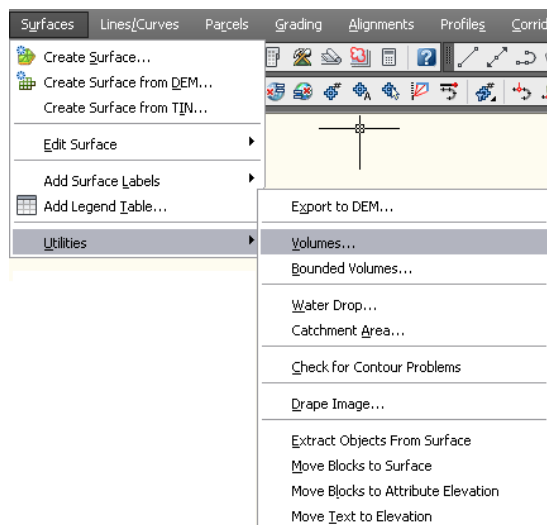 Surfaces Lines/Curves Parcels Grading Alignments Profiles Corrid
Create Surface...
Create Surface from DEM...
Create Surface from TIN...
Edit Surface
Add Surface Labels
Add Legend Table...
Utilities
Export to DEM...
Volumes...
Bounded Volumes...
Water Drop...
Catchment Area...
Check for Contour Problems
Drape Image...
Extract Objects From Surface
Move Blocks to Surface
Move Blocks to Attribute Elevation
Move Text to Elevation